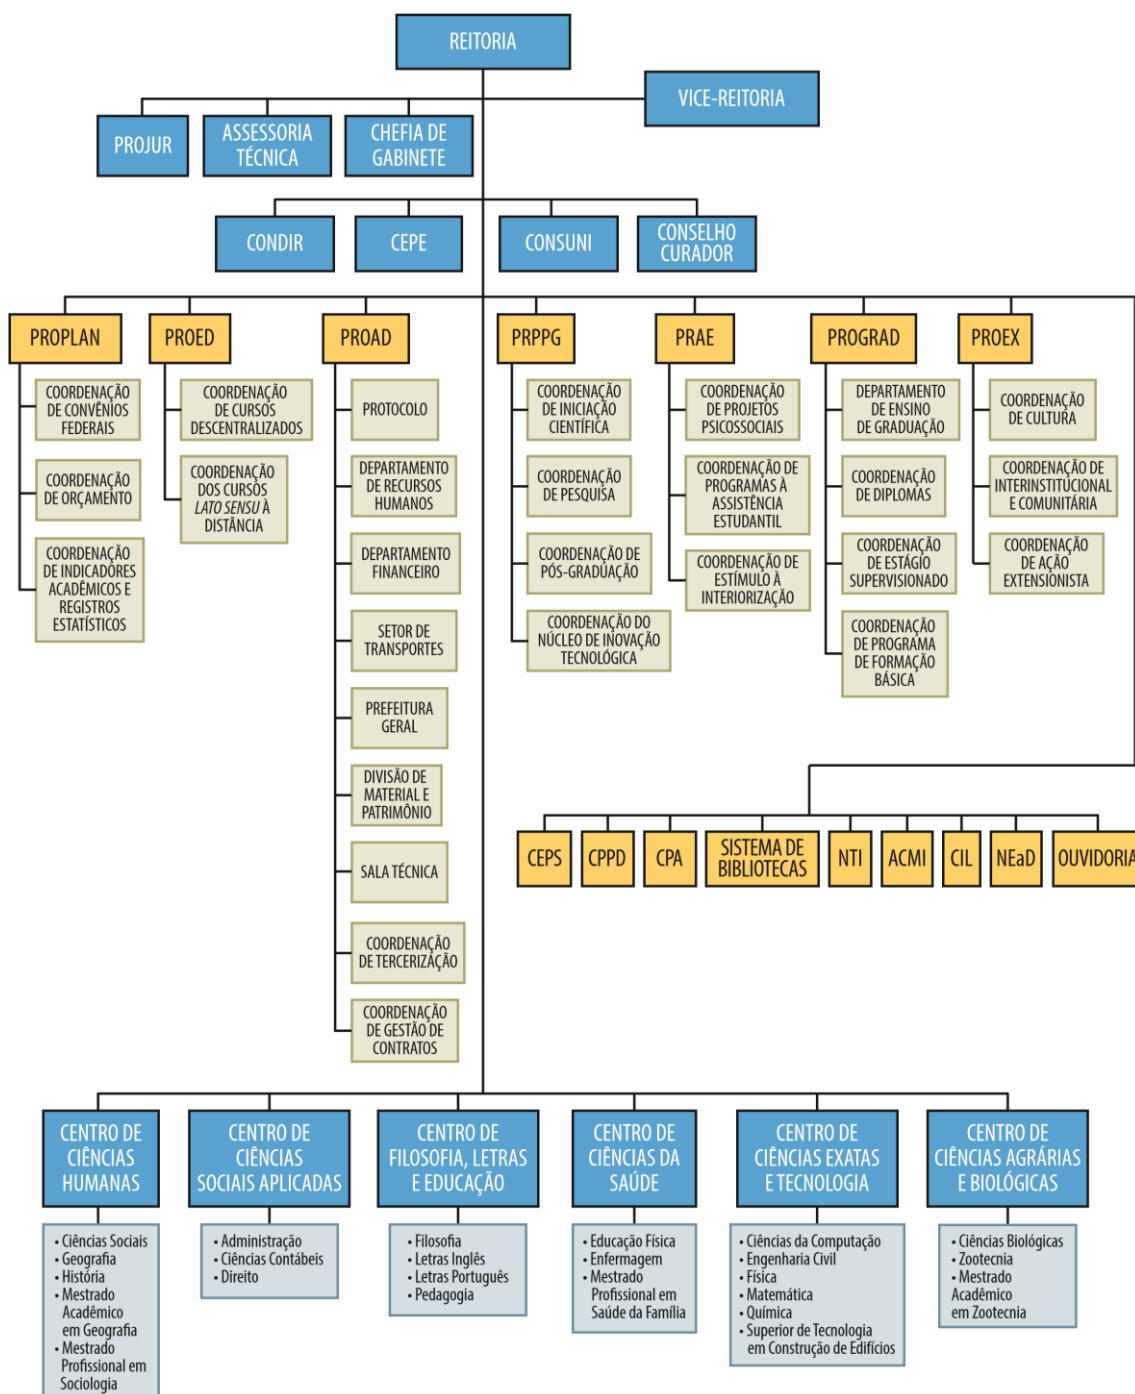 REITORIA
VICE-REITORIA
PROJUR
ASSESSORIA
TÉCNICA
CHEFIA DE
GABINETE
CONDIR
CEPE
CONSUNI
CONSELHO
CURADOR
PROPLAN
PROED
PROAD
PRPPG
PRAE
PROGRAD
PROEX
COORDENAÇÃO
DE CONVÊNIOS
FEDERAIS
COORDENAÇÃO
DE ORÇAMENTO
COORDENAÇÃO
DE INDICADORES
ACADÊMICOS E
REGISTROS
ESTATÍSTICOS
COORDENAÇÃO
DE CURSOS
DESCENTRALIZADOS
COORDENAÇÃO
DOS CURSOS
LATO SENSU À
DISTÂNCIA
PROTOCOLO
DEPARTAMENTO
DE RECURSOS
HUMANOS
DEPARTAMENTO
FINANCEIRO
SETOR DE
TRANSPORTES
PREFEITURA
GERAL
DIVISÃO DE
MATERIAL E
PATRIMÔNIO
SALA TÉCNICA
COORDENAÇÃO
DE TERCERIZAÇÃO
COORDENAÇÃO
DE GESTÃO DE
CONTRATOS
COORDENAÇÃO
DE INICIAÇÃO
CIENTÍFICA
COORDENAÇÃO
DE PESQUISA
COORDENAÇÃO DE
PÓS-GRADUAÇÃO
COORDENAÇÃO DO
NÚCLEO DE INOVAÇÃO
TECNOLÓGICA
COORDENAÇÃO
DE PROJETOS
PSICOSSOCIAIS
COORDENAÇÃO DE
PROGRAMAS À
ASSISTÊNCIA
ESTUDANTIL
COORDENAÇÃO DE
ESTÍMULO À
INTERIORIZAÇÃO
DEPARTAMENTO
DE ENSINO
DE GRADUAÇÃO
COORDENAÇÃO
DE DIPLOMAS
COORDENAÇÃO
DE ESTÁGIO
SUPERVISIONADO
COORDENAÇÃO
DE PROGRAMA
DE FORMAÇÃO
BÁSICA
COORDENAÇÃO
DE CULTURA
COORDENAÇÃO DE
INTERINSTITUCIONAL
E COMUNITÁRIA
COORDENAÇÃO
DE AÇÃO
EXTENSIONISTA
CEPS
CPPD
CPA
SISTEMA DE
BIBLIOTECAS
NTI
ACMI
CIL
NEaD
OUVIDORIA
CENTRO DE
CIÊNCIAS
HUMANAS
• Ciências Sociais
• Geografia
• História
• Mestrado
Acadêmico
em Geografia
• Mestrado
Profissional em
Sociologia
CENTRO DE
CIÊNCIAS
SOCIAIS APLICADAS
• Administração
• Ciências Contábeis
• Direito
CENTRO DE
FILOSOFIA, LETRAS
E EDUCAÇÃO
• Filosofia
• Letras Inglês
• Letras Português
• Pedagogia
CENTRO DE
CIÊNCIAS DA
SAÚDE
• Educação Física
• Enfermagem
• Mestrado
Profissional em
Saúde da Família
CENTRO DE
CIÊNCIAS EXATAS
E TECNOLOGIA
• Ciências da Computação
• Engenharia Civil
• Física
• Matemática
• Química
• Superior de Tecnologia
em Construção de Edifícios
CENTRO DE
CIÊNCIAS AGRÁRIAS
E BIOLÓGICAS
• Ciências Biológicas
• Zootecnia
• Mestrado
Acadêmico
em Zootecnia